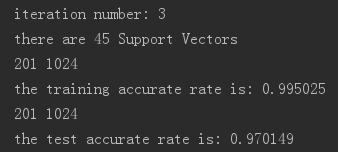 iteration number: 3
there are 45 Support Vectors
201 1024
the training accurate rate is: 0.995025
201 1024
the test accurate rate is: 0.970149